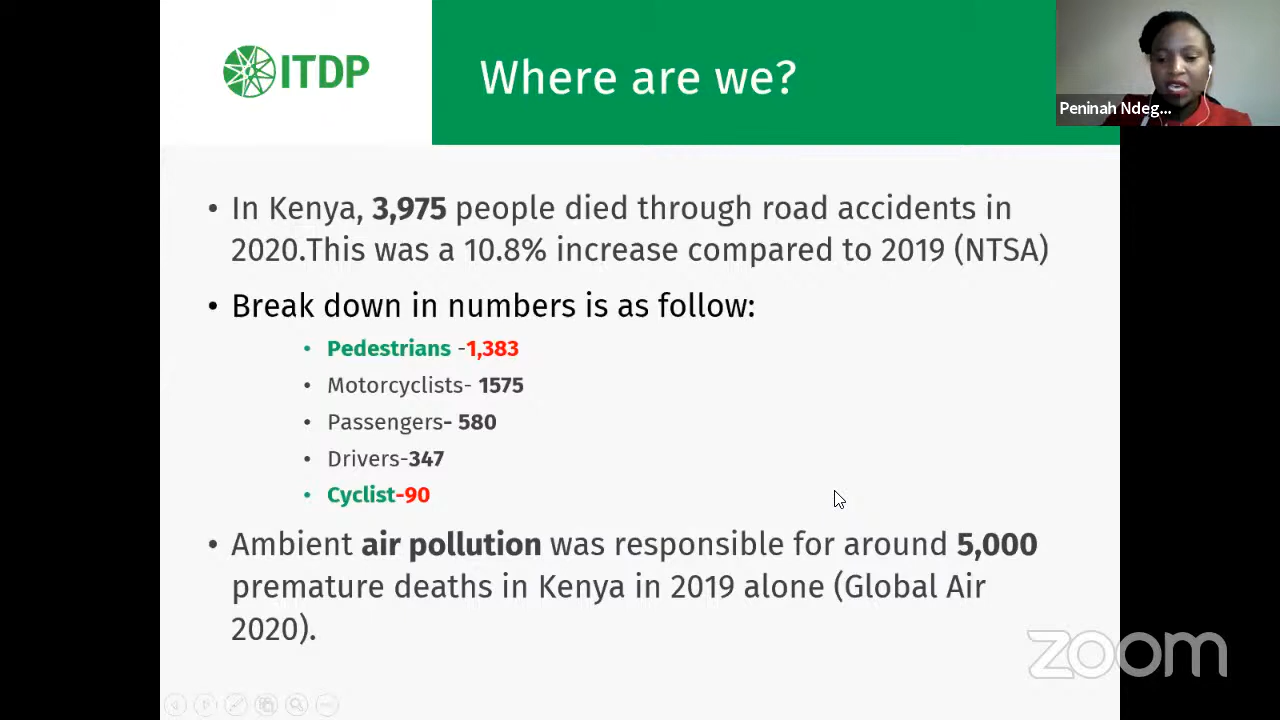 ITDP
Where are we?
Peninah Ndeg...
• In Kenya, 3,975 people died through road accidents in
2020.This was a 10.8% increase compared to 2019 (NTSA)
• Break down in numbers is as follow:
• Pedestrians -1,383
• Motorcyclists- 1575
• Passengers- 580
• Drivers-347
• Cyclist-90
• Ambient air pollution was responsible for around 5,000
premature deaths in Kenya in 2019 alone (Global Air
2020).
zoom